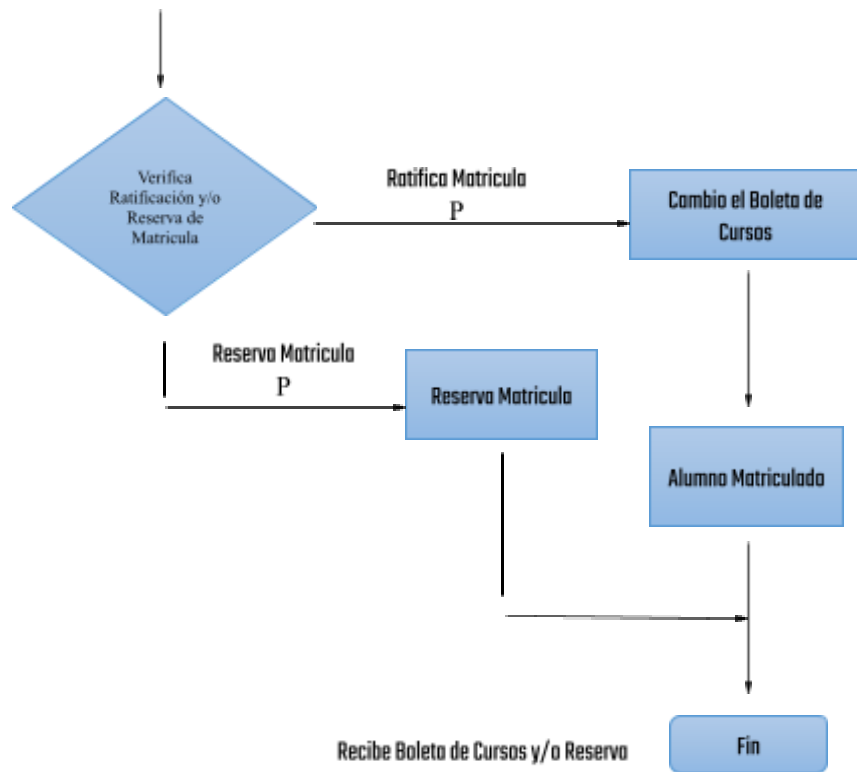 Verifica
Ratificación y/o
Reserva de
Matricula
Ratifica Matricula
P
Cambio el Boleta de
Cursos
Reserva Matricula
P
Reserva Matricula
Alumno Matriculado
Recibe Boleta de Cursos y/o Reserva
Fin